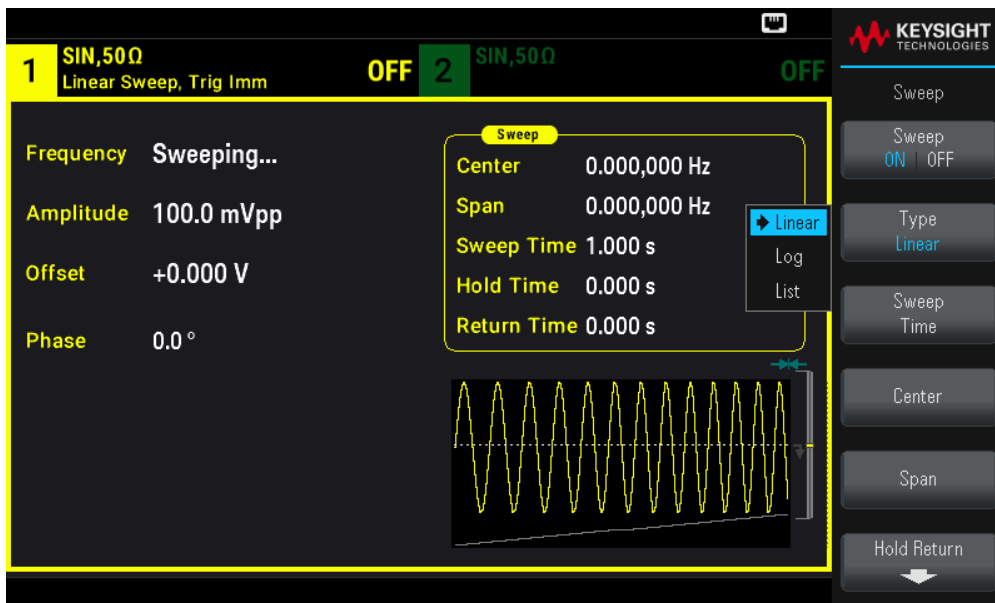 KEYSIGHT
TECHNOLOGIES
1 SIN,50Ω OFF
Linear Sweep, Trig Imm
2 SIN,50Ω OFF
Frequency Sweeping...
Amplitude 100.0 mVpp
Offset +0.000 V
Phase 0.0 °
Sweep
Center 0.000,000 Hz
Span 0.000,000 Hz
Sweep Time 1.000 s
Hold Time 0.000 s
Return Time 0.000 s
Linear
Log
List
Sweep
Sweep
ON | OFF
Type
Linear
Sweep
Time
Center
Span
Hold Return